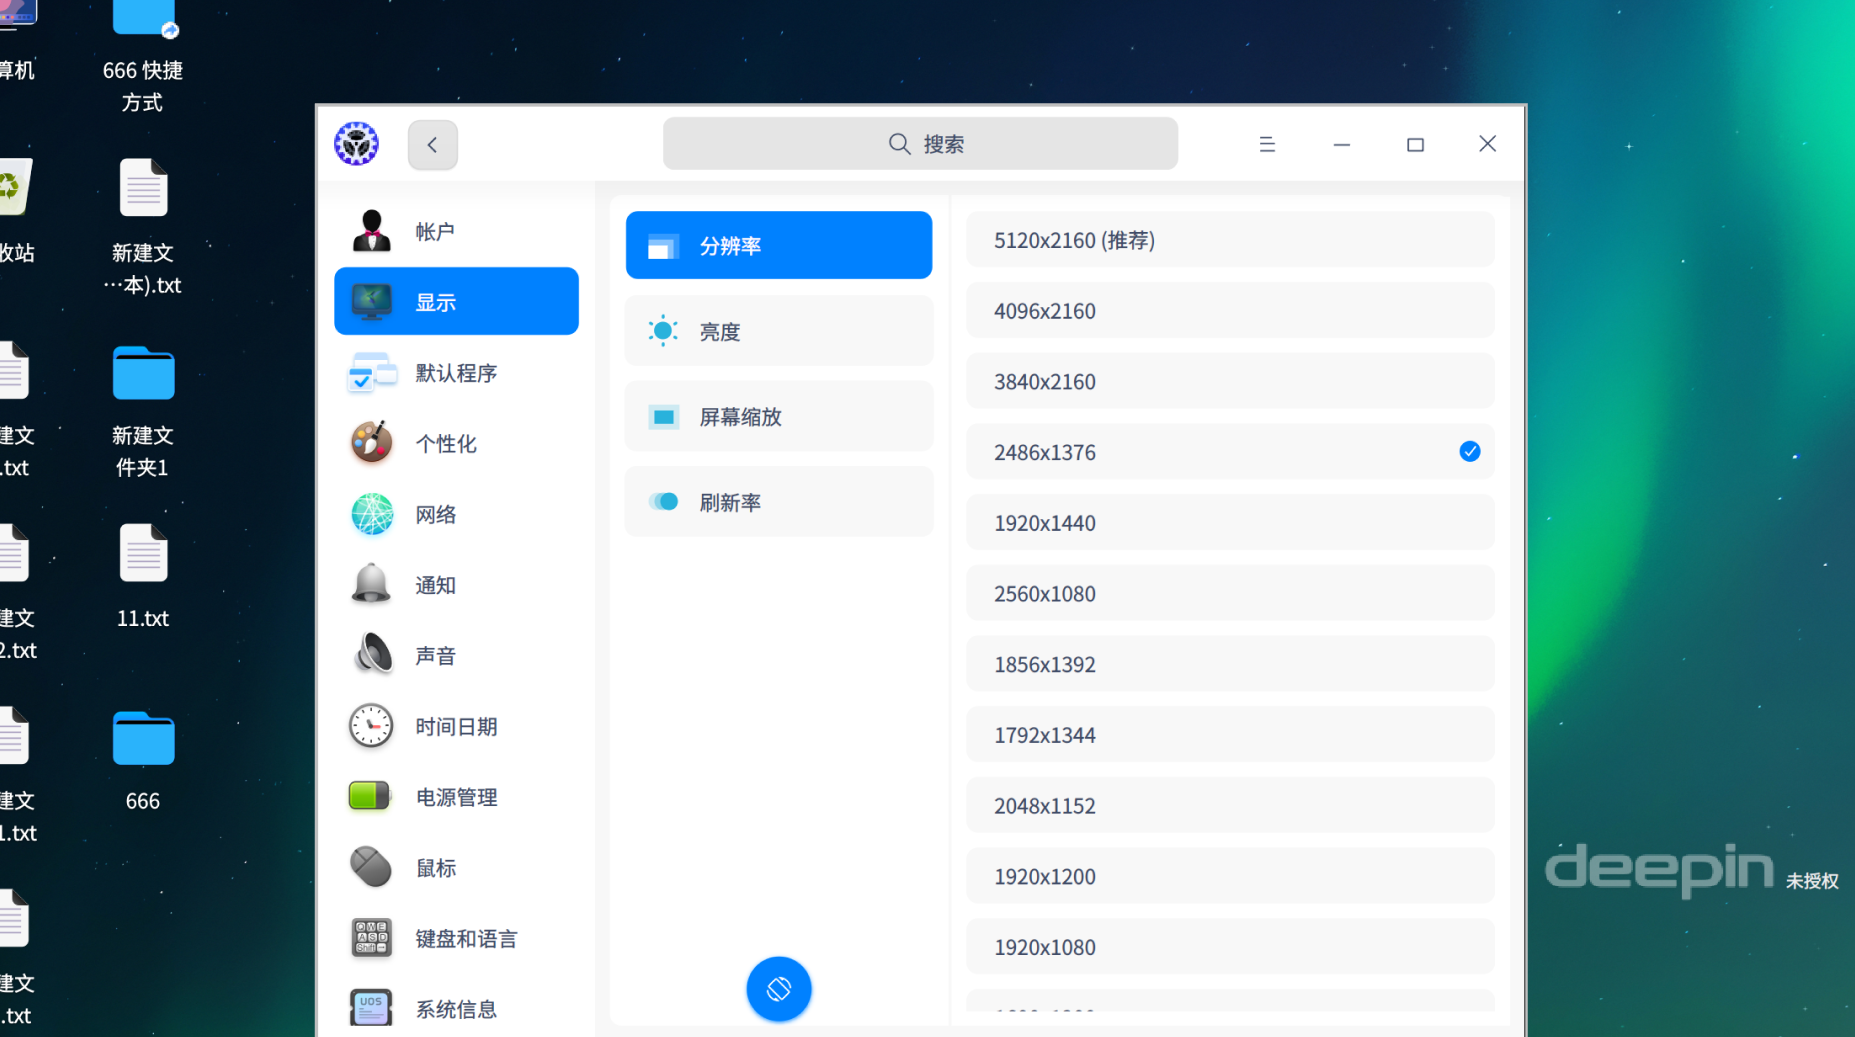 算机
666 快捷
方式
收站
新建文
…本).txt
建文
.txt
新建文
件夹1
建文
2.txt
11.txt
建文
1.txt
666
建文
.txt
搜索
帐户
显示
默认程序
个性化
网络
通知
声音
时间日期
电源管理
鼠标
键盘和语言
系统信息
分辨率
亮度
屏幕缩放
刷新率
5120x2160 (推荐)
4096x2160
3840x2160
2486x1376
1920x1440
2560x1080
1856x1392
1792x1344
2048x1152
1920x1200
1920x1080
deepin 未授权